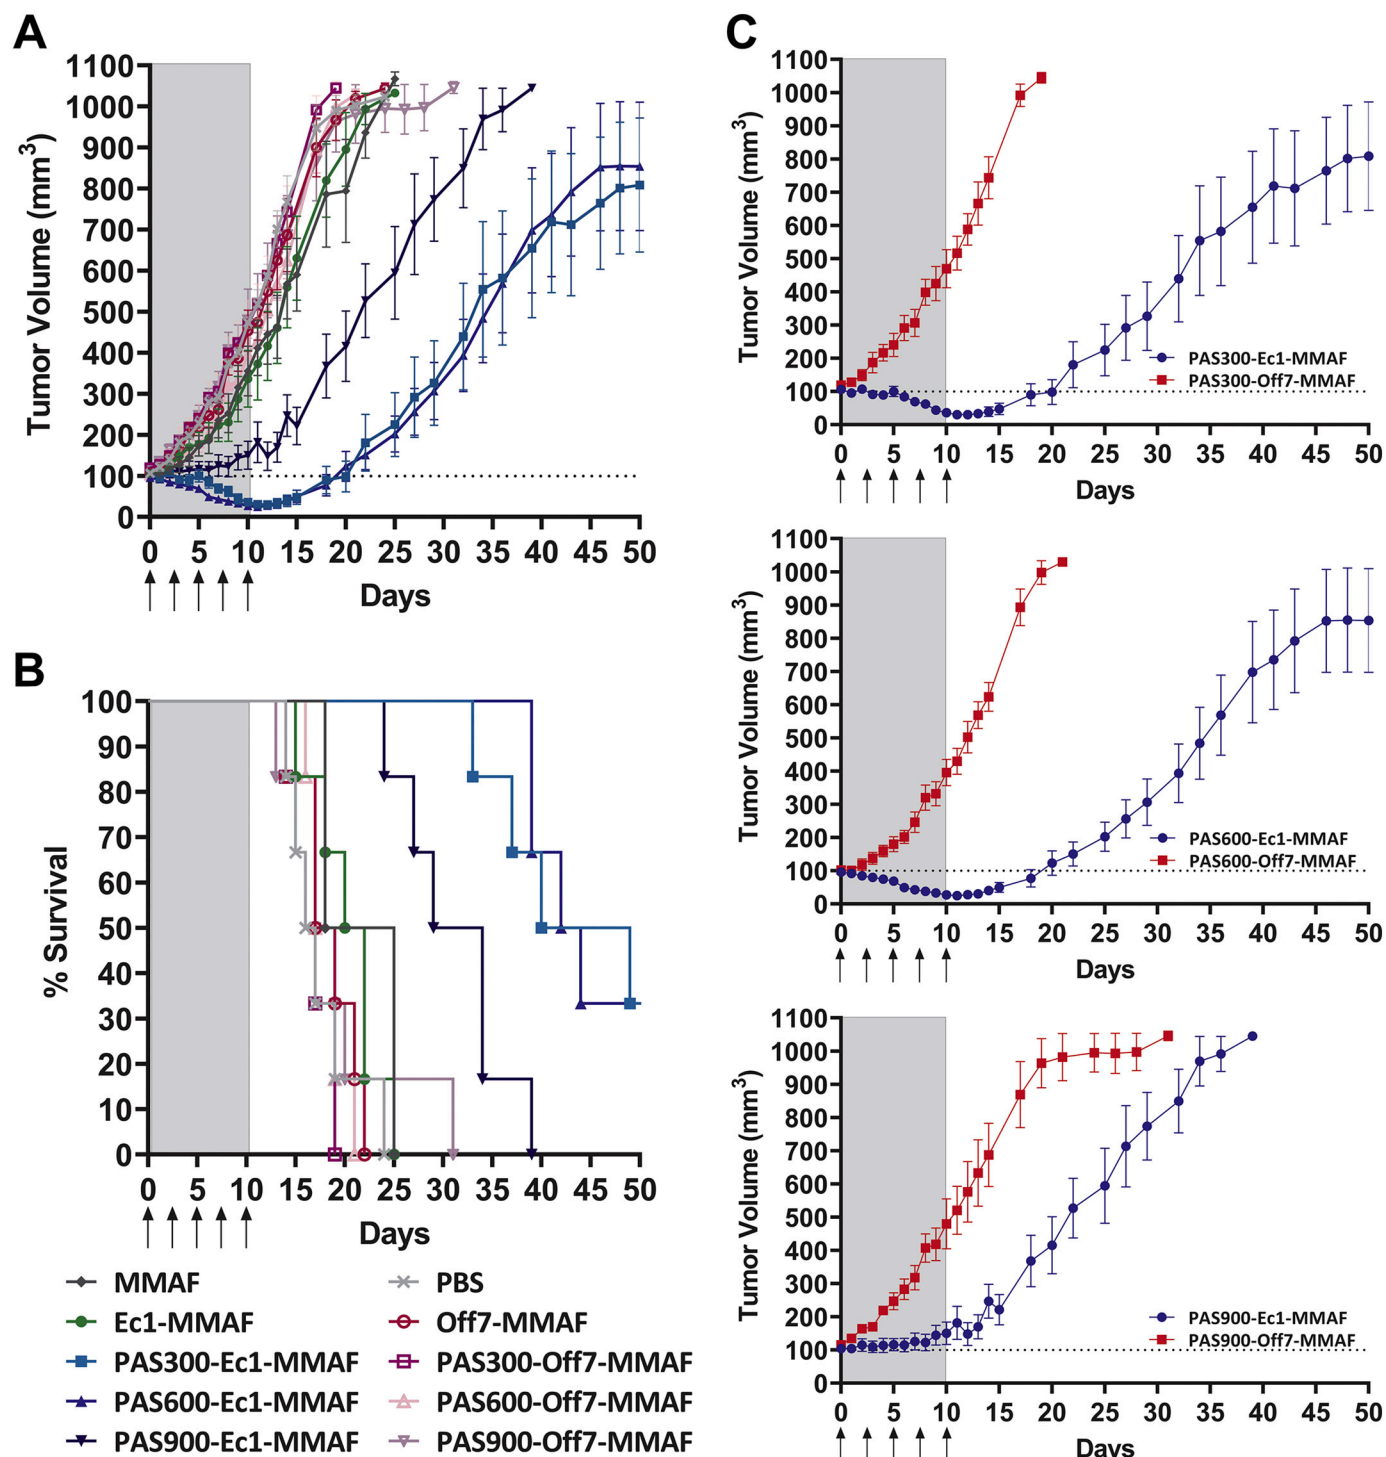 A
Tumor Volume (mm³)
1100
1000
900
800
700
600
500
400
300
200
100
0
0 5 10 15 20 25 30 35 40 45 50
Days
B
% Survival
100
90
80
70
60
50
40
30
20
10
0
0 5 10 15 20 25 30 35 40 45 50
Days
MMAF
Ec1-MMAF
PAS300-Ec1-MMAF
PAS600-Ec1-MMAF
PAS900-Ec1-MMAF
PBS
Off7-MMAF
PAS300-Off7-MMAF
PAS600-Off7-MMAF
PAS900-Off7-MMAF
C
Tumor Volume (mm³)
1100
1000
900
800
700
600
500
400
300
200
100
0
PAS300-Ec1-MMAF
PAS300-Off7-MMAF
0 5 10 15 20 25 30 35 40 45 50
Days
Tumor Volume (mm³)
1100
1000
900
800
700
600
500
400
300
200
100
0
PAS600-Ec1-MMAF
PAS600-Off7-MMAF
0 5 10 15 20 25 30 35 40 45 50
Days
Tumor Volume (mm³)
1100
1000
900
800
700
600
500
400
300
200
100
0
PAS900-Ec1-MMAF
PAS900-Off7-MMAF
0 5 10 15 20 25 30 35 40 45 50
Days